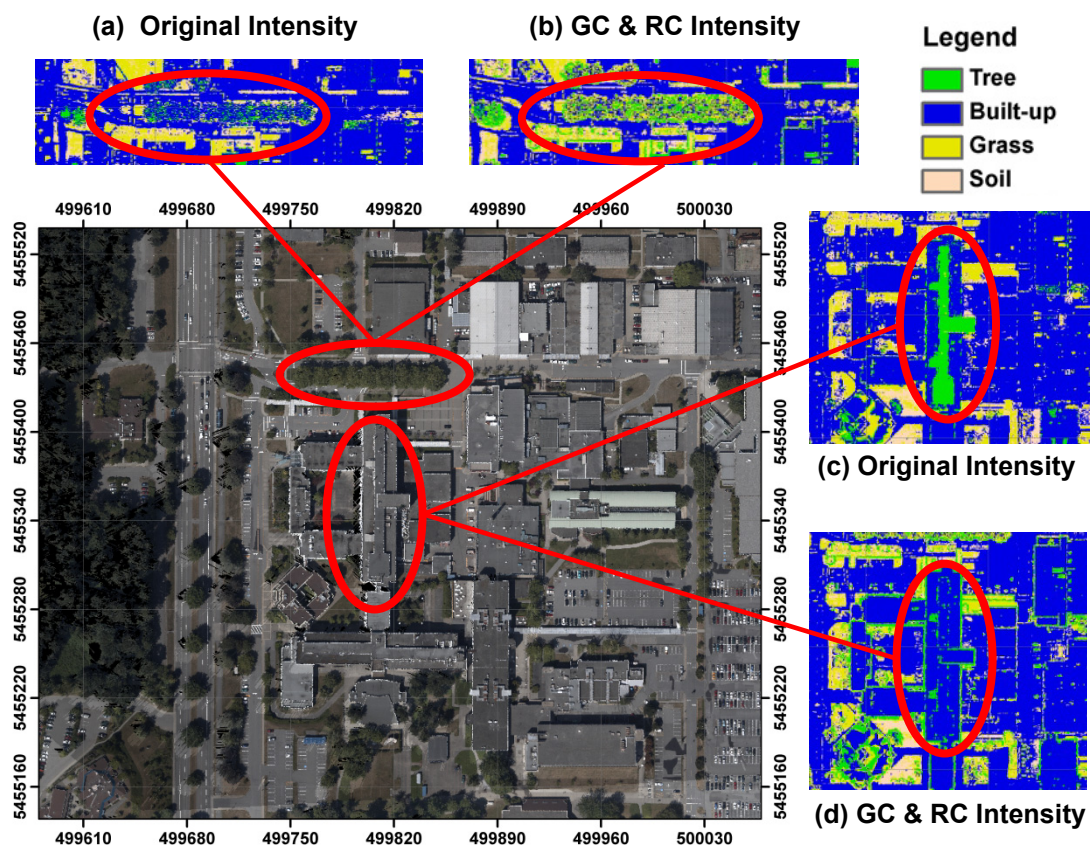 (a) Original Intensity
(b) GC & RC Intensity
Legend
Tree
Built-up
Grass
Soil
499610 499680 499750 499820 499890 499960 500030
5455520 5455460 5455400 5455340 5455280 5455220 5455160
5455520 5455460 5455400 5455340 5455280 5455220 5455160
(c) Original Intensity
(d) GC & RC Intensity
499610 499680 499750 499820 499890 499960 500030